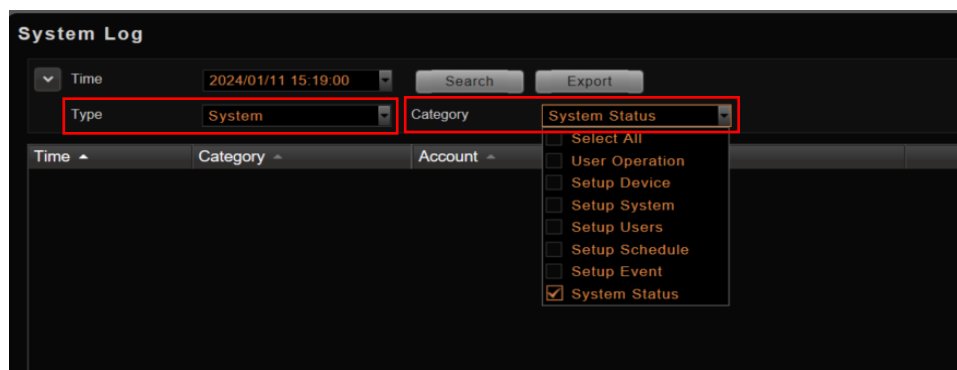 System Log
Time 2024/01/11 15:19:00 Search Export
Type System Category System Status
Select All
Time Category Account
User Operation
Setup Device
Setup System
Setup Users
Setup Schedule
Setup Event
System Status